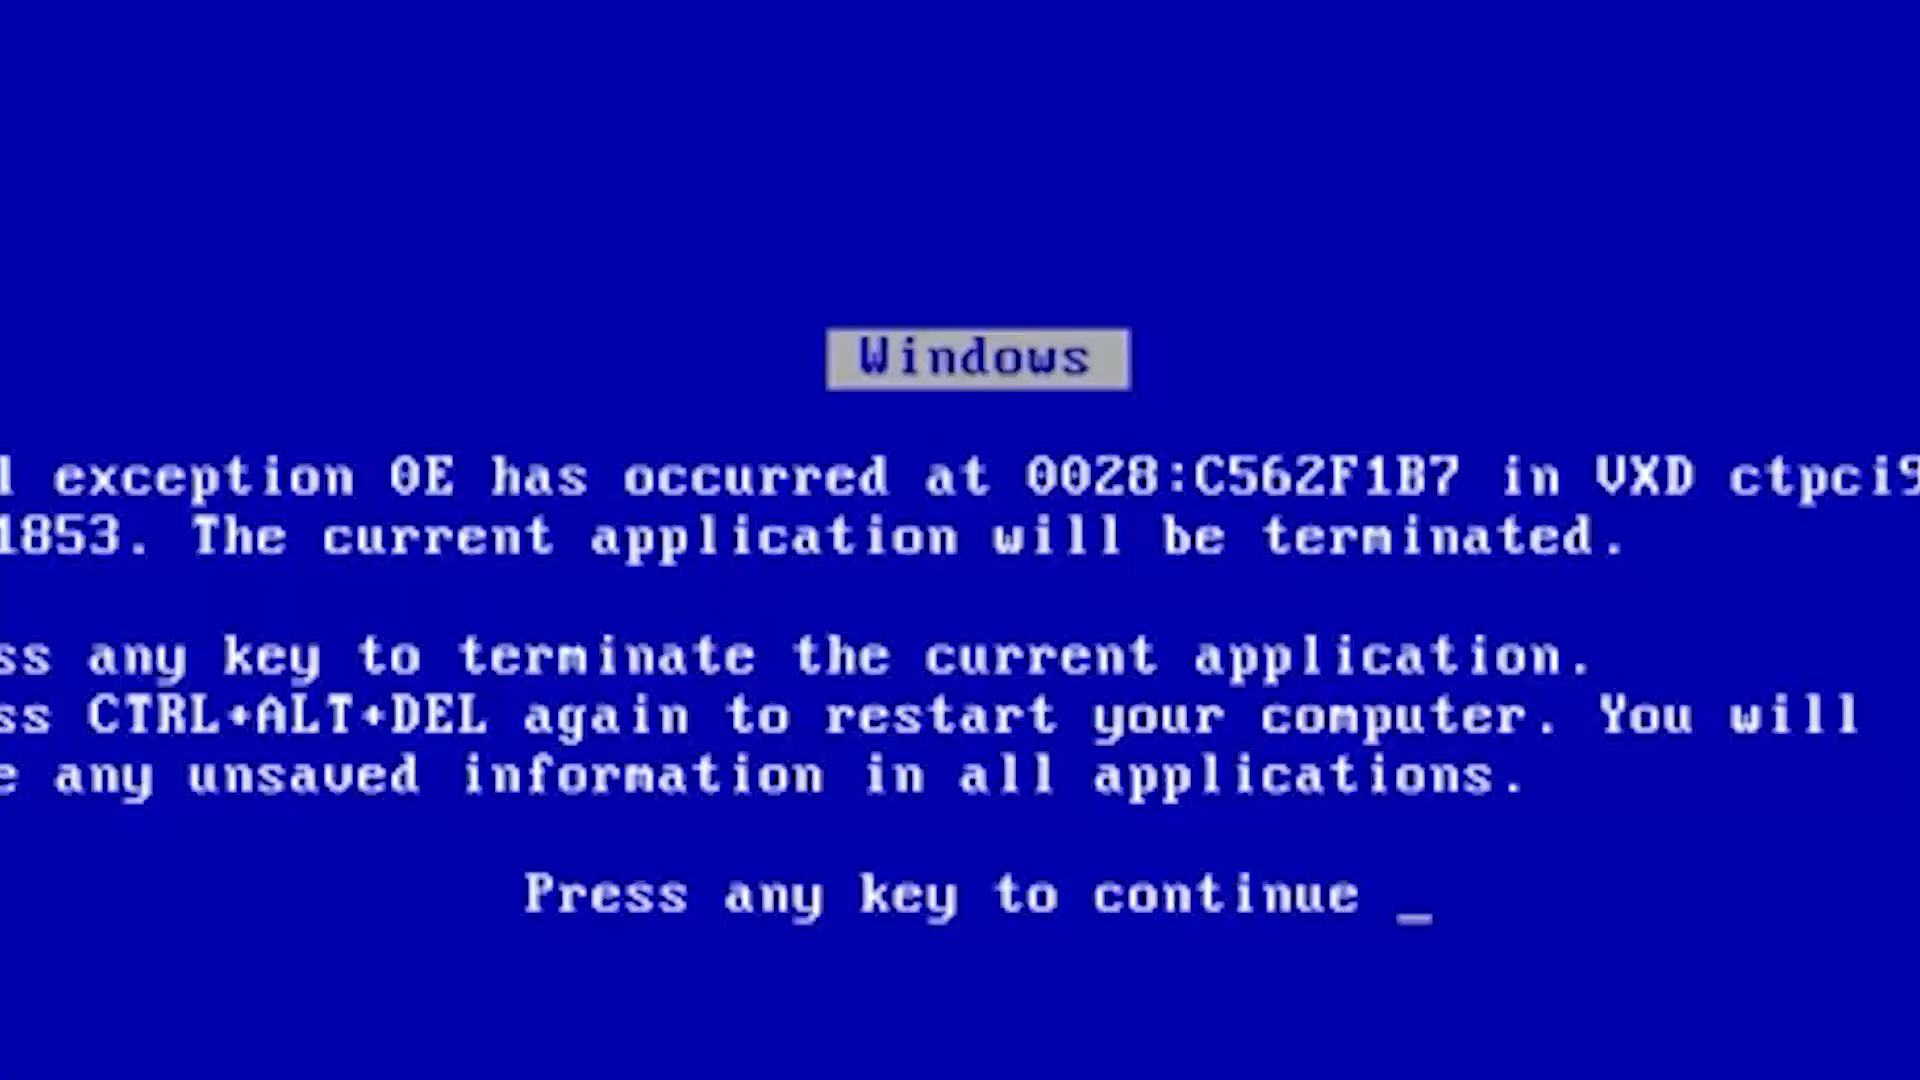 Windows
l exception 0E has occurred at 0028:C562F1B7 in VXD ctpci9
1853. The current application will be terminated.
ss any key to terminate the current application.
ss CTRL+ALT+DEL again to restart your computer. You will
e any unsaved information in all applications.
Press any key to continue _